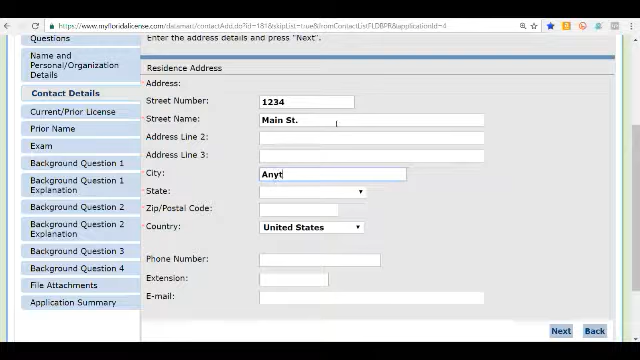 https://www.myfloridalicense.com/datamart/contactAdd.do?id=181&skipList=true&fromContactListFLDBPR&applicationId=4
Questions
Enter the address details and press "Next".
Name and
Personal/Organization
Details
Residence Address
Address:
Contact Details
Street Number:
1234
Current/Prior License
Street Name:
Main St.
Prior Name
Address Line 2:
Exam
Address Line 3:
Background Question 1
City:
Anyt
Background Question 1
Explanation
State:
Background Question 2
Zip/Postal Code:
Background Question 2
Explanation
Country:
United States
Background Question 3
Phone Number:
Background Question 4
Extension:
File Attachments
E-mail:
Application Summary
Next
Back